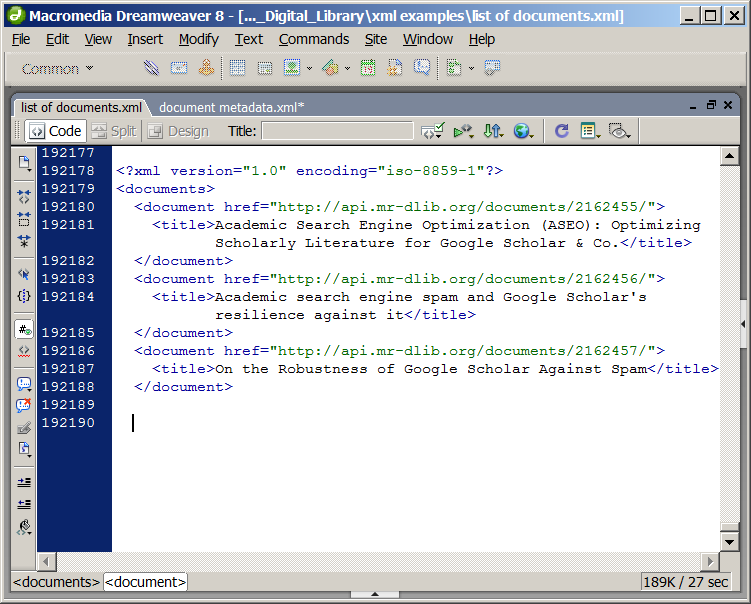 Macromedia Dreamweaver 8 - [..._Digital_Library\xml examples\list of documents.xml]
File Edit View Insert Modify Text Commands Site Window Help
Common
list of documents.xml document metadata.xml*
Code Split Design Title:
192177
192178 <?xml version="1.0" encoding="iso-8859-1"?>
192179 <documents>
192180 <document href="http://api.mr-dlib.org/documents/2162455/">
192181 <title>Academic Search Engine Optimization (ASEO): Optimizing
Scholarly Literature for Google Scholar & Co.</title>
192182 </document>
192183 <document href="http://api.mr-dlib.org/documents/2162456/">
192184 <title>Academic search engine spam and Google Scholar's
resilience against it</title>
192185 </document>
192186 <document href="http://api.mr-dlib.org/documents/2162457/">
192187 <title>On the Robustness of Google Scholar Against Spam</title>
192188 </document>
192189
192190
<documents> <document> 189K / 27 sec